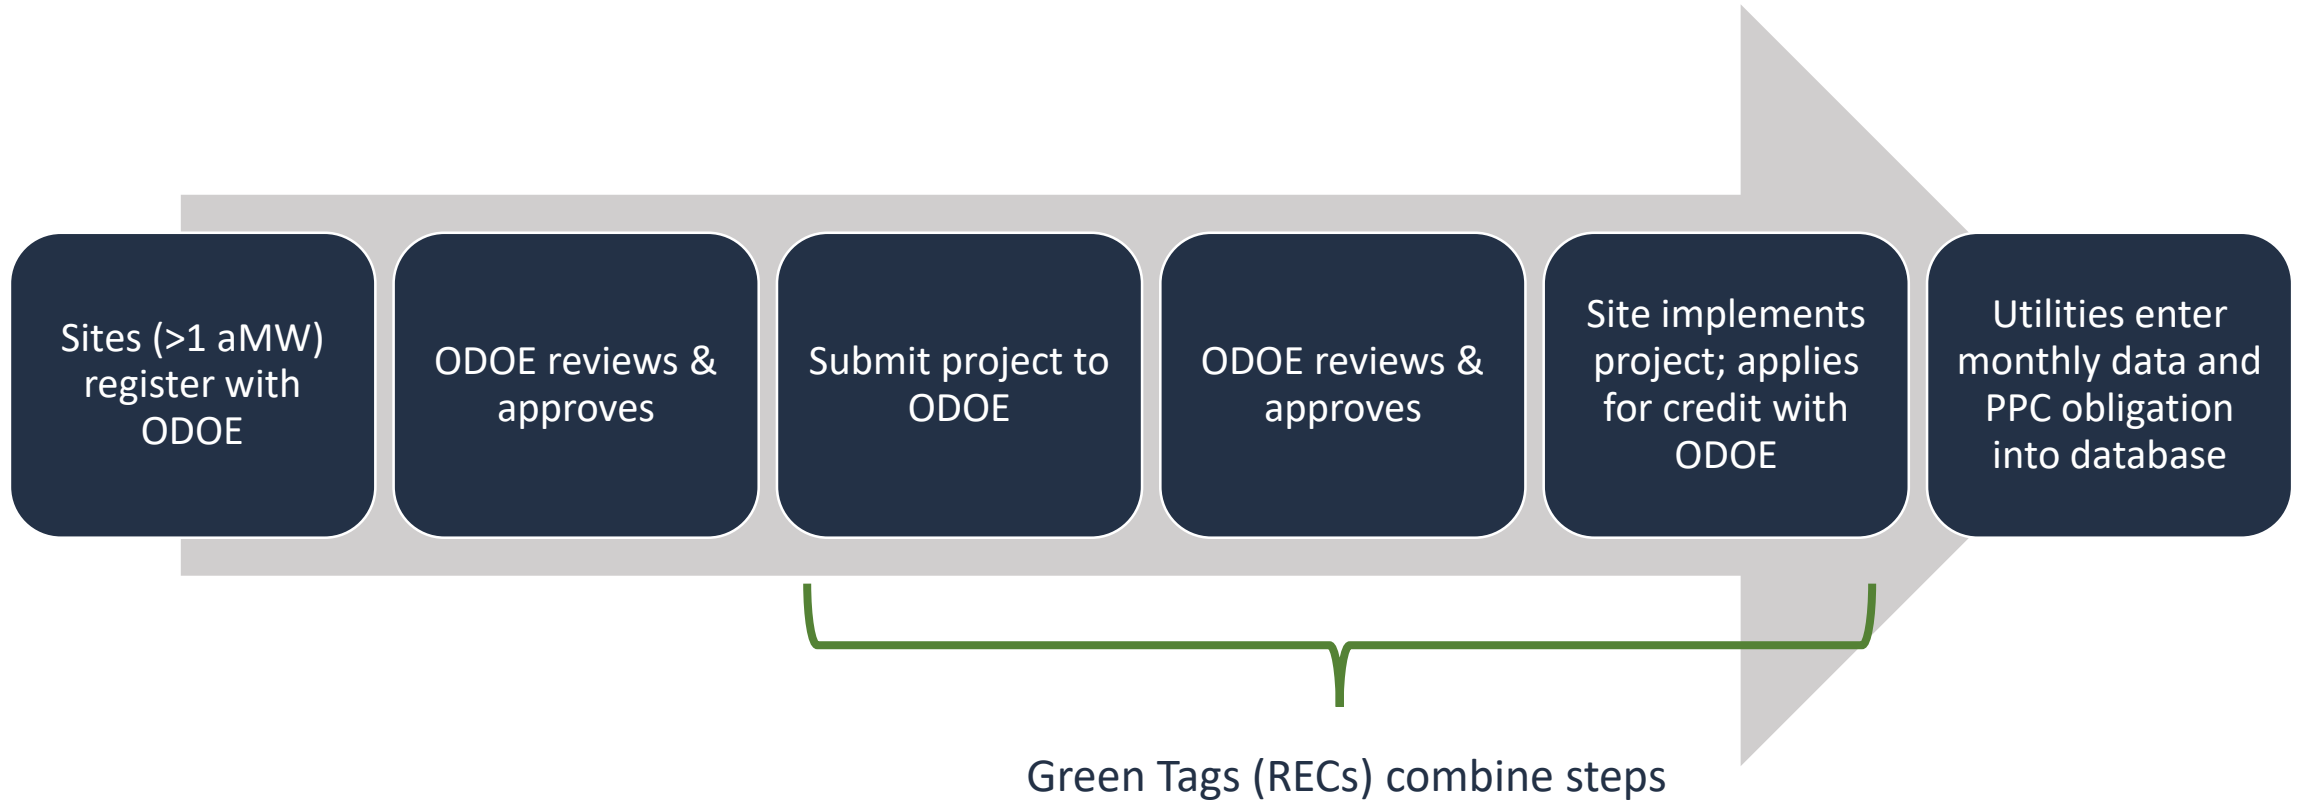 Sites (>1 aMW)
register with
ODOE
ODOE reviews &
approves
Submit project to
ODOE
ODOE reviews &
approves
Site implements
project; applies
for credit with
ODOE
Utilities enter
monthly data and
PPC obligation
into database
Green Tags (RECs) combine steps